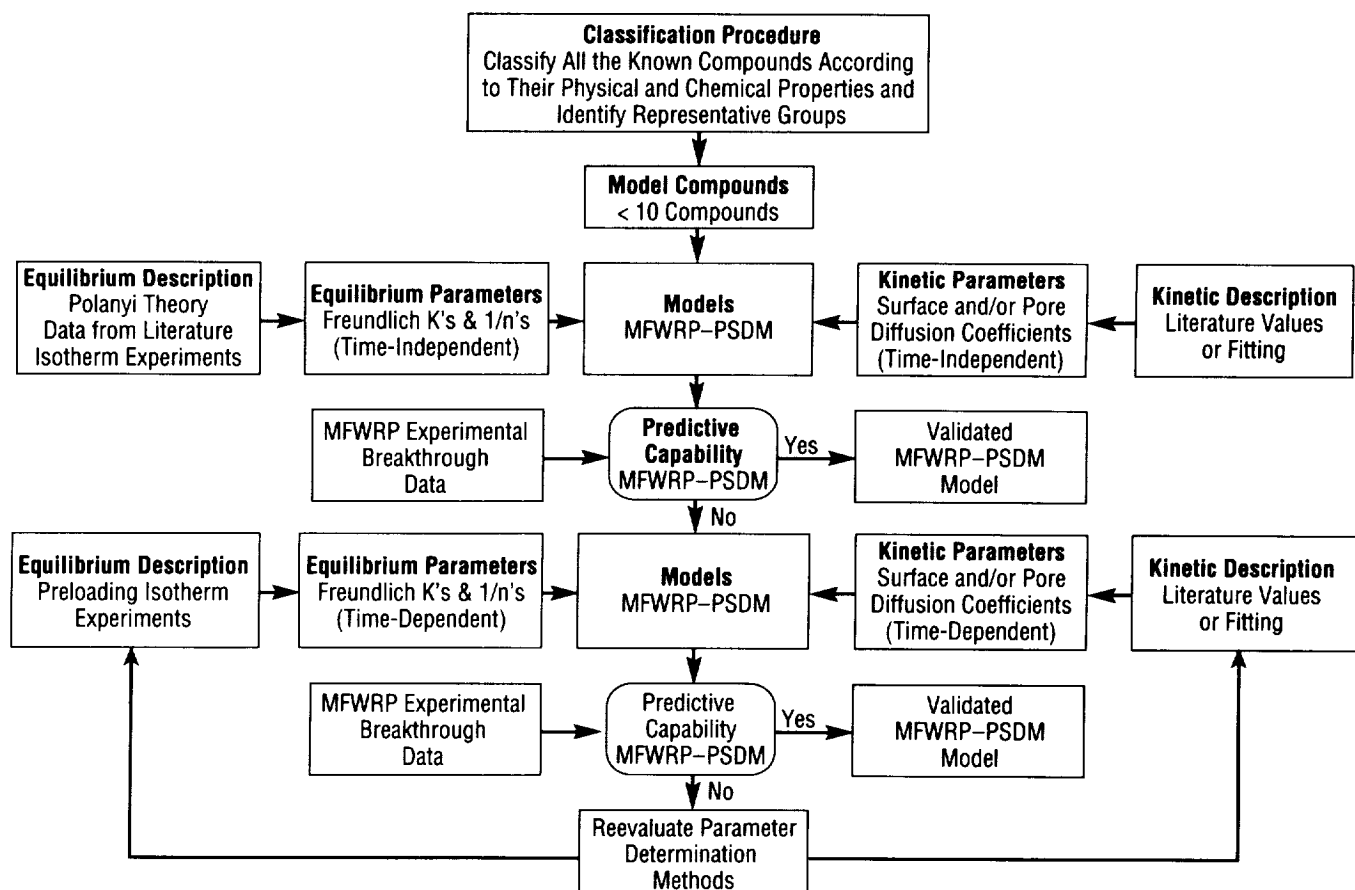 Classification Procedure
Classify All the Known Compounds According
to Their Physical and Chemical Properties and
Identify Representative Groups
Model Compounds
< 10 Compounds
Equilibrium Description
Polanyi Theory
Data from Literature
Isotherm Experiments
Equilibrium Parameters
Freundlich K's & 1/n's
(Time-Independent)
Models
MFWRP–PSDM
Kinetic Parameters
Surface and/or Pore
Diffusion Coefficients
(Time-Independent)
Kinetic Description
Literature Values
or Fitting
MFWRP Experimental
Breakthrough
Data
Predictive
Capability
MFWRP–PSDM
Yes
Validated
MFWRP–PSDM
Model
No
Equilibrium Description
Preloading Isotherm
Experiments
Equilibrium Parameters
Freundlich K's & 1/n's
(Time-Dependent)
Models
MFWRP–PSDM
Kinetic Parameters
Surface and/or Pore
Diffusion Coefficients
(Time-Dependent)
Kinetic Description
Literature Values
or Fitting
MFWRP Experimental
Breakthrough
Data
Predictive
Capability
MFWRP–PSDM
Yes
Validated
MFWRP–PSDM
Model
No
Reevaluate Parameter
Determination
Methods